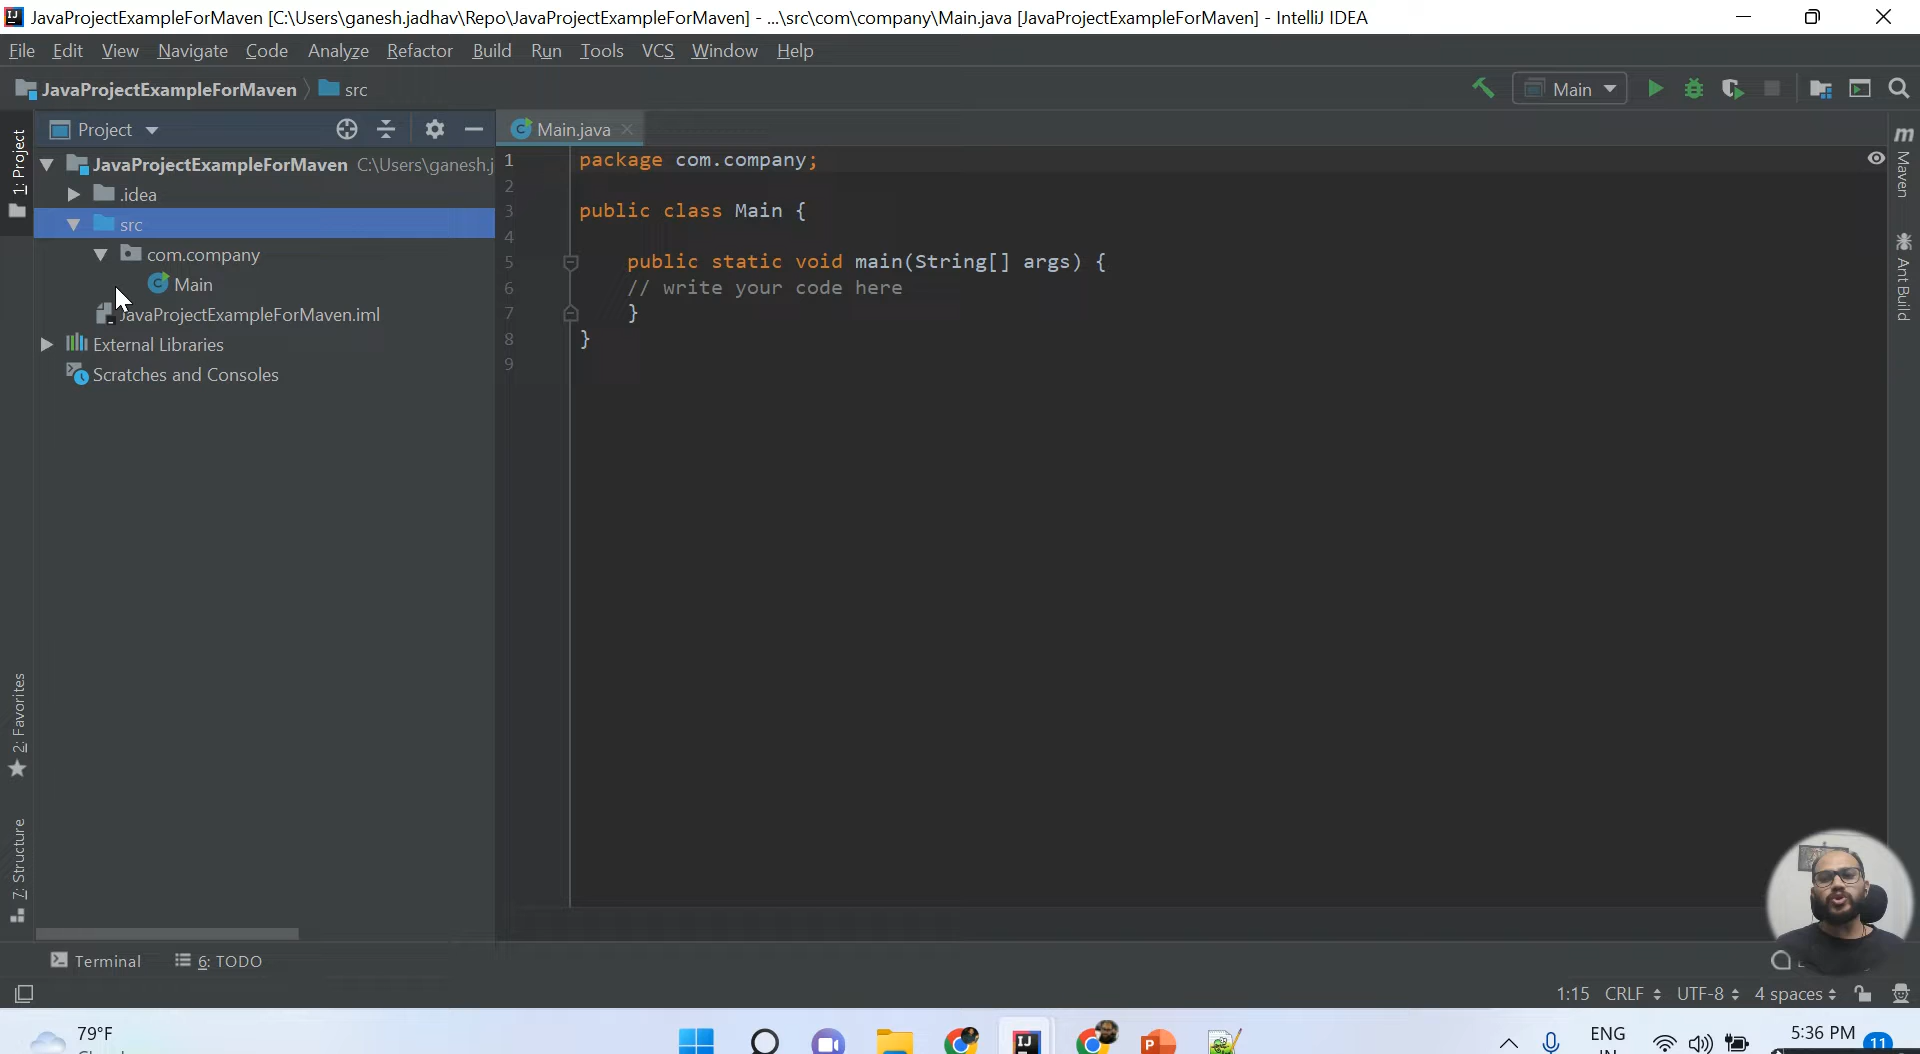 JavaProjectExampleForMaven [C:\Users\ganesh.jadhav\Repo\JavaProjectExampleForMaven] - ...\src\com\company\Main.java [JavaProjectExampleForMaven] - IntelliJ IDEA
File Edit View Navigate Code Analyze Refactor Build Run Tools VCS Window Help
JavaProjectExampleForMaven src
Main
Project
Main.java
1: Project
JavaProjectExampleForMaven C:\Users\ganesh.j
.idea
src
com.company
Main
JavaProjectExampleForMaven.iml
External Libraries
Scratches and Consoles
1 package com.company;
2
3 public class Main {
4
5 public static void main(String[] args) {
6 // write your code here
7 }
8 }
9
Maven
Ant Build
2: Favorites
7: Structure
Terminal
6: TODO
1:15 CRLF UTF-8 4 spaces
79°F
ENG
IN
5:36 PM
11